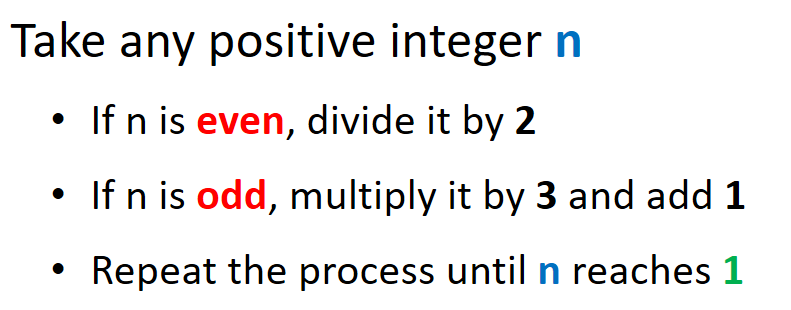 Take any positive integer n
• If n is even, divide it by 2
• If n is odd, multiply it by 3 and add 1
• Repeat the process until n reaches 1